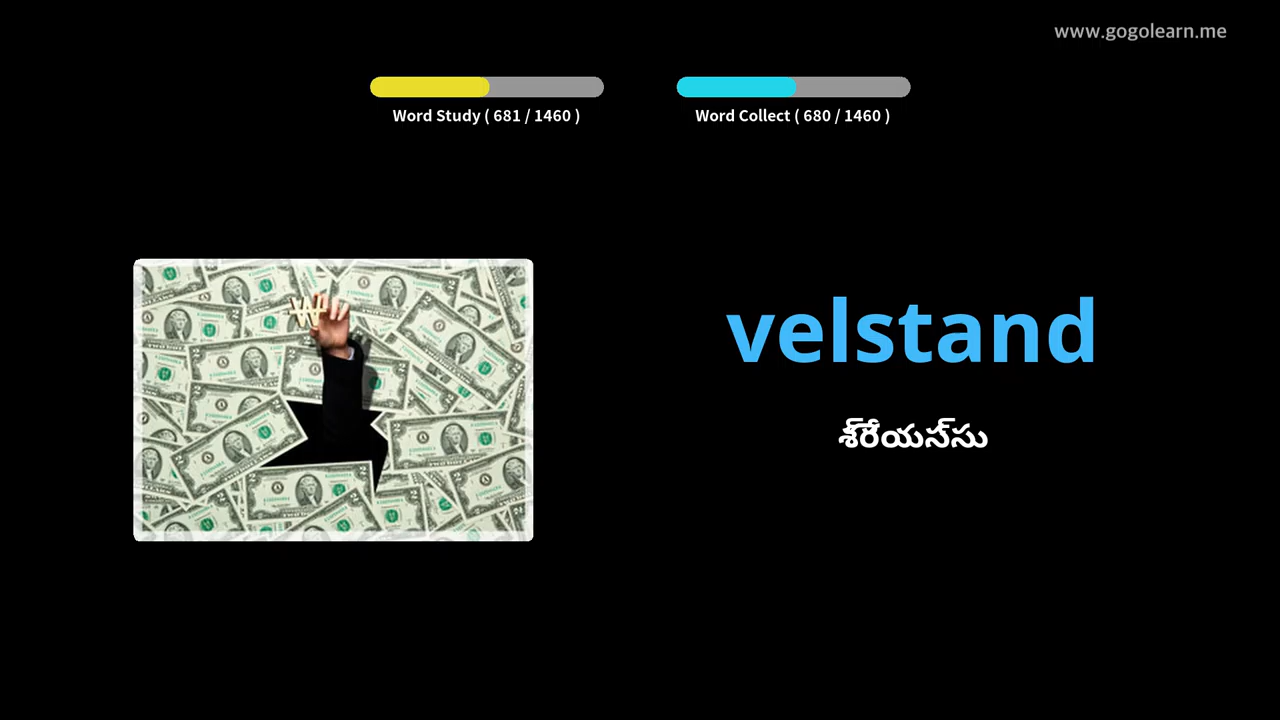 www.gogolearn.me
Word Study ( 681 / 1460 )
Word Collect ( 680 / 1460 )
velstand
శ్రేయస్సు